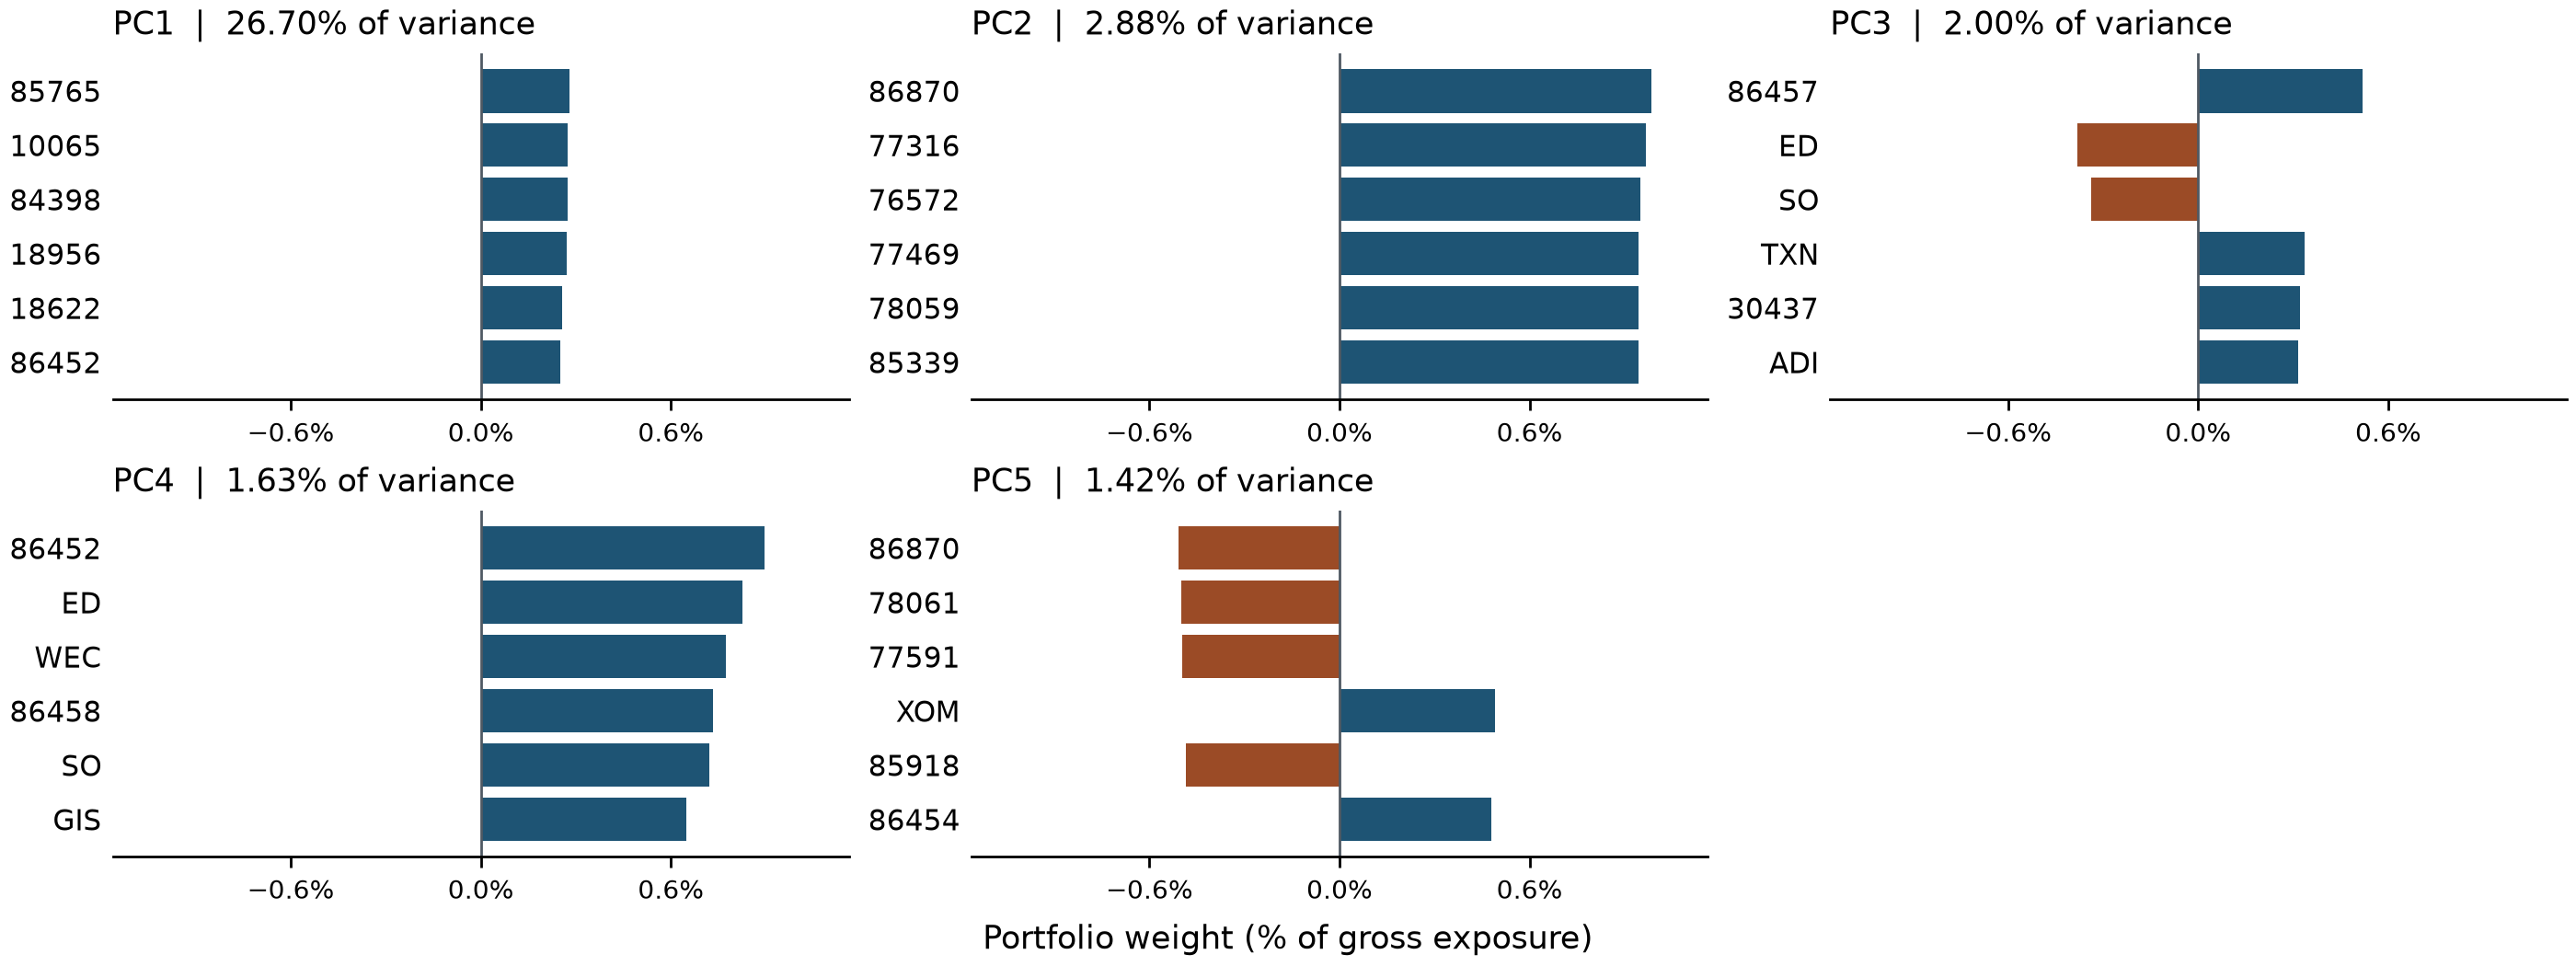 PC1 | 26.70% of variance
85765
10065
84398
18956
18622
86452
−0.6% 0.0% 0.6%
PC2 | 2.88% of variance
86870
77316
76572
77469
78059
85339
−0.6% 0.0% 0.6%
PC3 | 2.00% of variance
86457
ED
SO
TXN
30437
ADI
−0.6% 0.0% 0.6%
PC4 | 1.63% of variance
86452
ED
WEC
86458
SO
GIS
−0.6% 0.0% 0.6%
PC5 | 1.42% of variance
86870
78061
77591
XOM
85918
86454
−0.6% 0.0% 0.6%
Portfolio weight (% of gross exposure)